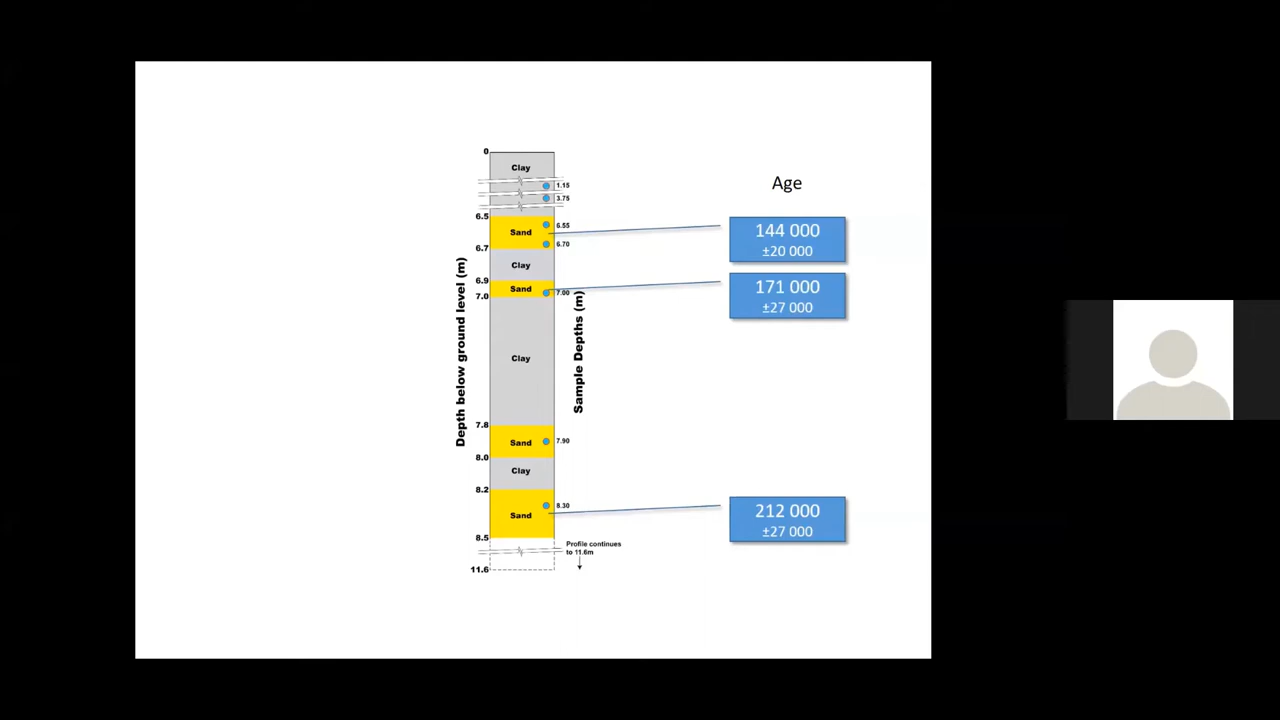 Age
0
Clay
1.15
3.75
6.5
6.55
Sand
6.70
6.7
Clay
6.9
Sand
7.00
7.0
Clay
7.8
Sand
7.90
8.0
Clay
8.2
8.30
Sand
8.5
Profile continues
to 11.6m
11.6
Depth below ground level (m)
Sample Depths (m)
144 000
±20 000
171 000
±27 000
212 000
±27 000